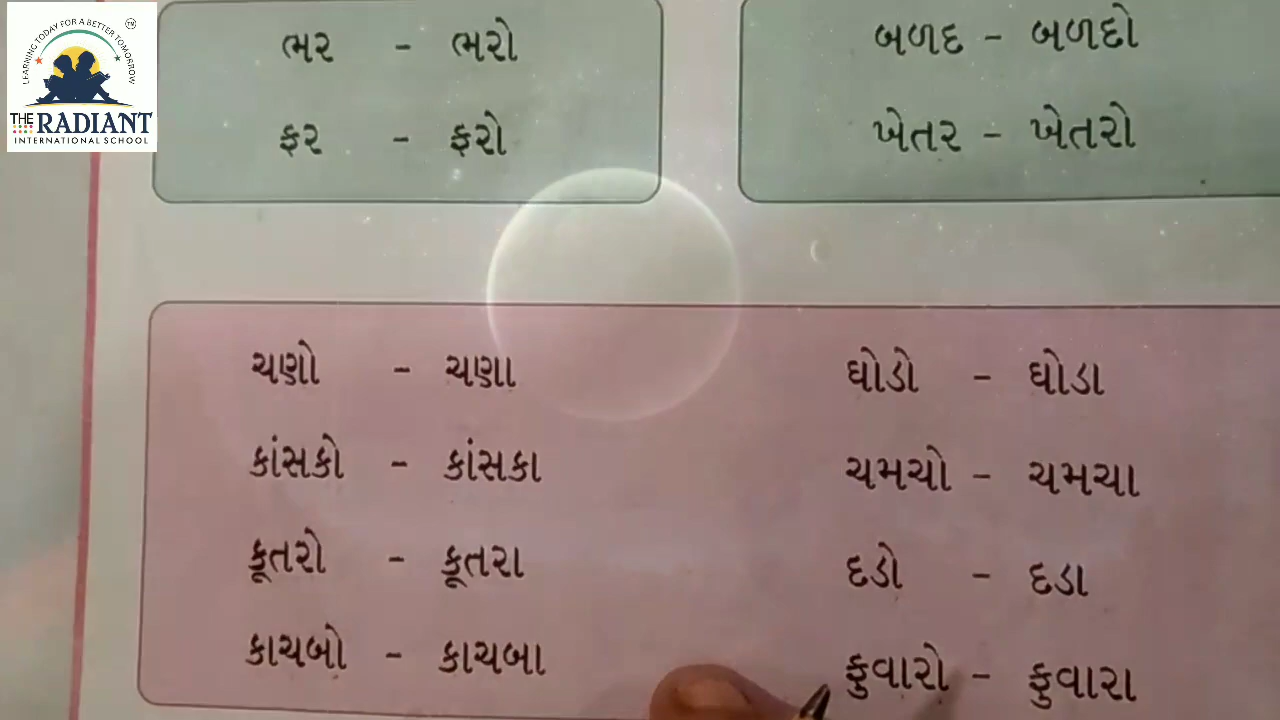 LEARNING TODAY FOR A BETTER TOMORROW
TM
THE RADIANT
INTERNATIONAL SCHOOL
ભર - ભરો
ફર - ફરો
બળદ - બળદો
ખેતર - ખેતરો
ચણો - ચણા
કાંસકો - કાંસકા
કૂતરો - કૂતરા
કાચબો - કાચબા
ઘોડો - ઘોડા
ચમચો - ચમચા
દડો - દડા
ફુવારો - ફુવારા